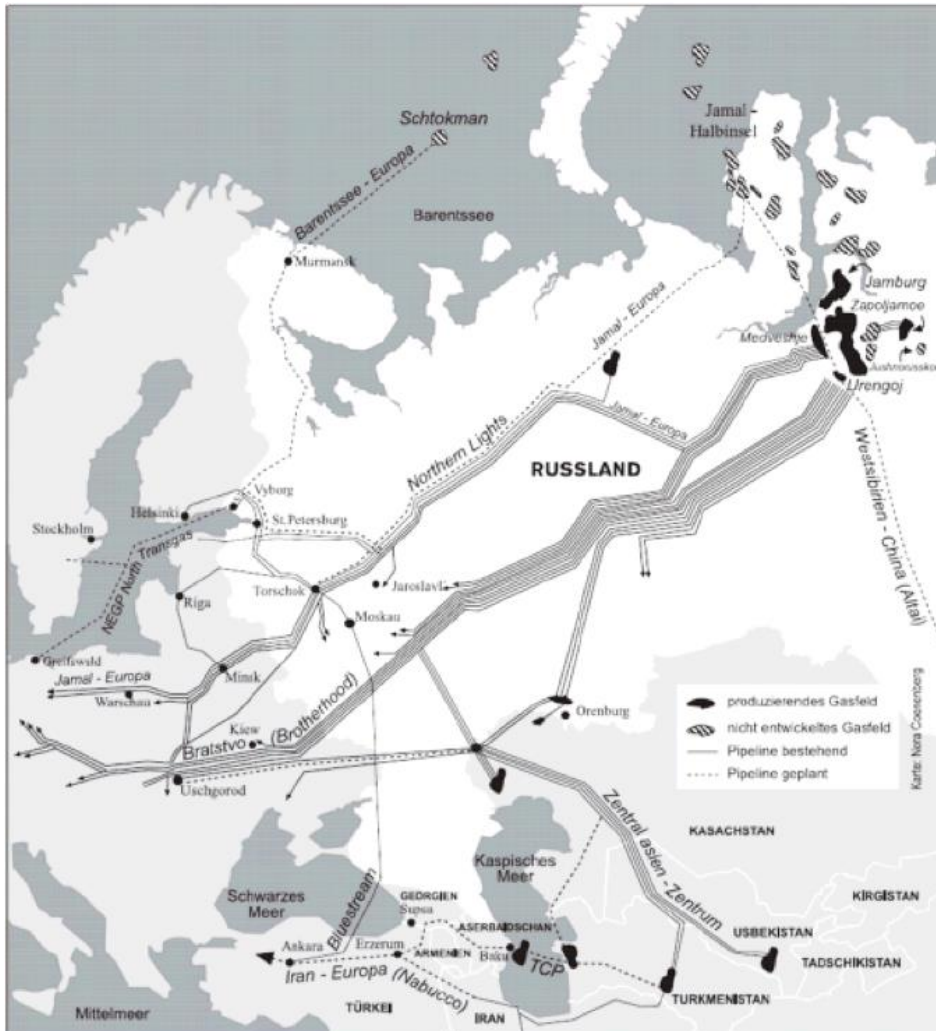 Schtokman
Jamal -
Halbinsel
Barentssee - Europa
Barentssee
Murmansk
Jamburg
Zapoljarnoe
Medveshje
Urengoj
Jamal - Europa
Jamal - Europa
Northern Lights
RUSSLAND
Westsibirien - China (Altai)
Vyborg
Helsinki
St.Petersburg
Stockholm
NEGP North Transgas
Riga
Torschok
Jaroslavl
Moskau
Greifswald
Jamal - Europa
Minsk
Warschau
Kiew
Bratstvo (Brotherhood)
Uschgorod
Orenburg
produzierendes Gasfeld
nicht entwickeltes Gasfeld
Pipeline bestehend
Pipeline geplant
Karte: Nora Coenenberg
Zentral asien - Zentrum
KASACHSTAN
Kaspisches
Meer
Schwarzes
Meer
Bluestream
GEORGIEN
Supsa
KIRGISTAN
ASERBAIDSCHAN
USBEKISTAN
Ankara
Erzerum
ARMENIEN
Baku
TCP
TADSCHIKISTAN
Iran - Europa (Nabucco)
TÜRKEI
TURKMENISTAN
Mittelmeer
IRAN